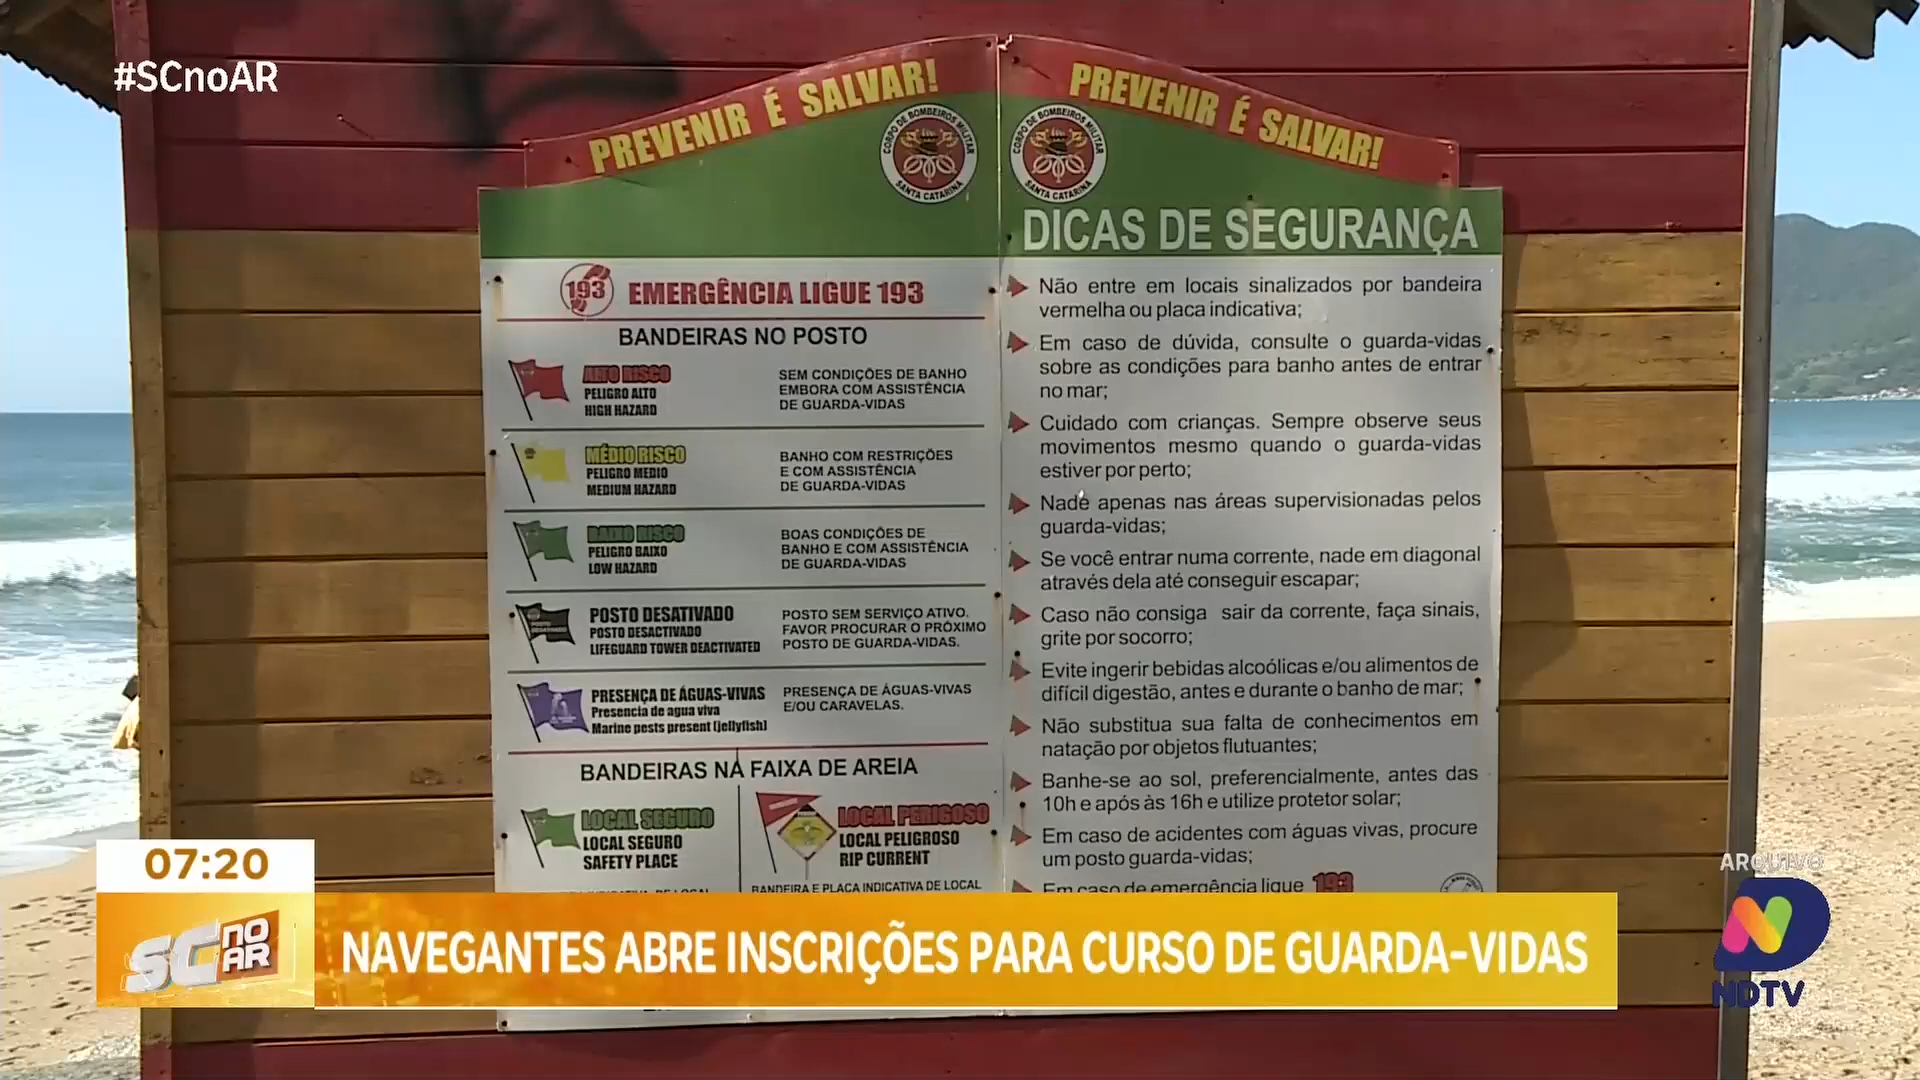 #SCnoAR
PREVENIR É SALVAR!
CORPO DE BOMBEIROS MILITAR
SANTA CATARINA
193
EMERGÊNCIA LIGUE 193
BANDEIRAS NO POSTO
ALTO RISCO
PELIGRO ALTO
HIGH HAZARD
SEM CONDIÇÕES DE BANHO
EMBORA COM ASSISTÊNCIA
DE GUARDA-VIDAS
MÉDIO RISCO
PELIGRO MEDIO
MEDIUM HAZARD
BANHO COM RESTRIÇÕES
E COM ASSISTÊNCIA
DE GUARDA-VIDAS
BAIXO RISCO
PELIGRO BAIXO
LOW HAZARD
BOAS CONDIÇÕES DE
BANHO E COM ASSISTÊNCIA
DE GUARDA-VIDAS
POSTO DESATIVADO
POSTO DESACTIVADO
LIFEGUARD TOWER DEACTIVATED
POSTO SEM SERVIÇO ATIVO.
FAVOR PROCURAR O PRÓXIMO
POSTO DE GUARDA-VIDAS.
PRESENÇA DE ÁGUAS-VIVAS
Presencia de agua viva
Marine pests present (jellyfish)
PRESENÇA DE ÁGUAS-VIVAS
E/OU CARAVELAS.
BANDEIRAS NA FAIXA DE AREIA
LOCAL SEGURO
LOCAL SEGURO
SAFETY PLACE
LOCAL PERIGOSO
LOCAL PELIGROSO
RIP CURRENT
BANDEIRA E PLACA INDICATIVA DE LOCAL
PREVENIR É SALVAR!
CORPO DE BOMBEIROS MILITAR
SANTA CATARINA
DICAS DE SEGURANÇA
Não entre em locais sinalizados por bandeira
vermelha ou placa indicativa;
Em caso de dúvida, consulte o guarda-vidas
sobre as condições para banho antes de entrar
no mar;
Cuidado com crianças. Sempre observe seus
movimentos mesmo quando o guarda-vidas
estiver por perto;
Nade apenas nas áreas supervisionadas pelos
guarda-vidas;
Se você entrar numa corrente, nade em diagonal
através dela até conseguir escapar;
Caso não consiga sair da corrente, faça sinais,
grite por socorro;
Evite ingerir bebidas alcoólicas e/ou alimentos de
difícil digestão, antes e durante o banho de mar;
Não substitua sua falta de conhecimentos em
natação por objetos flutuantes;
Banhe-se ao sol, preferencialmente, antes das
10h e após às 16h e utilize protetor solar;
Em caso de acidentes com águas vivas, procure
um posto guarda-vidas;
Em caso de emergência ligue 193
ARQUIVO
07:20
SC NO AR
NAVEGANTES ABRE INSCRIÇÕES PARA CURSO DE GUARDA-VIDAS
NDTV